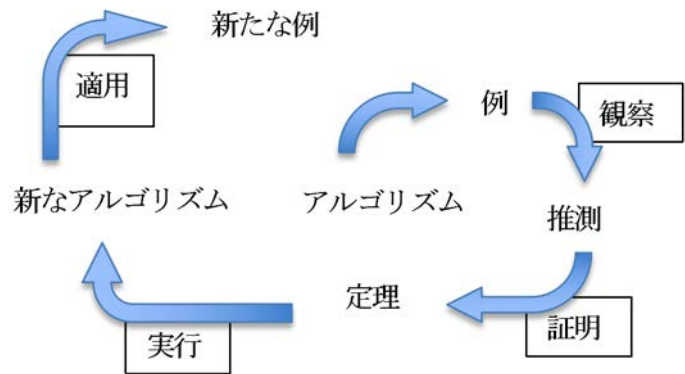 新たな例
適用
例
観察
新なアルゴリズム
アルゴリズム
推測
定理
証明
実行